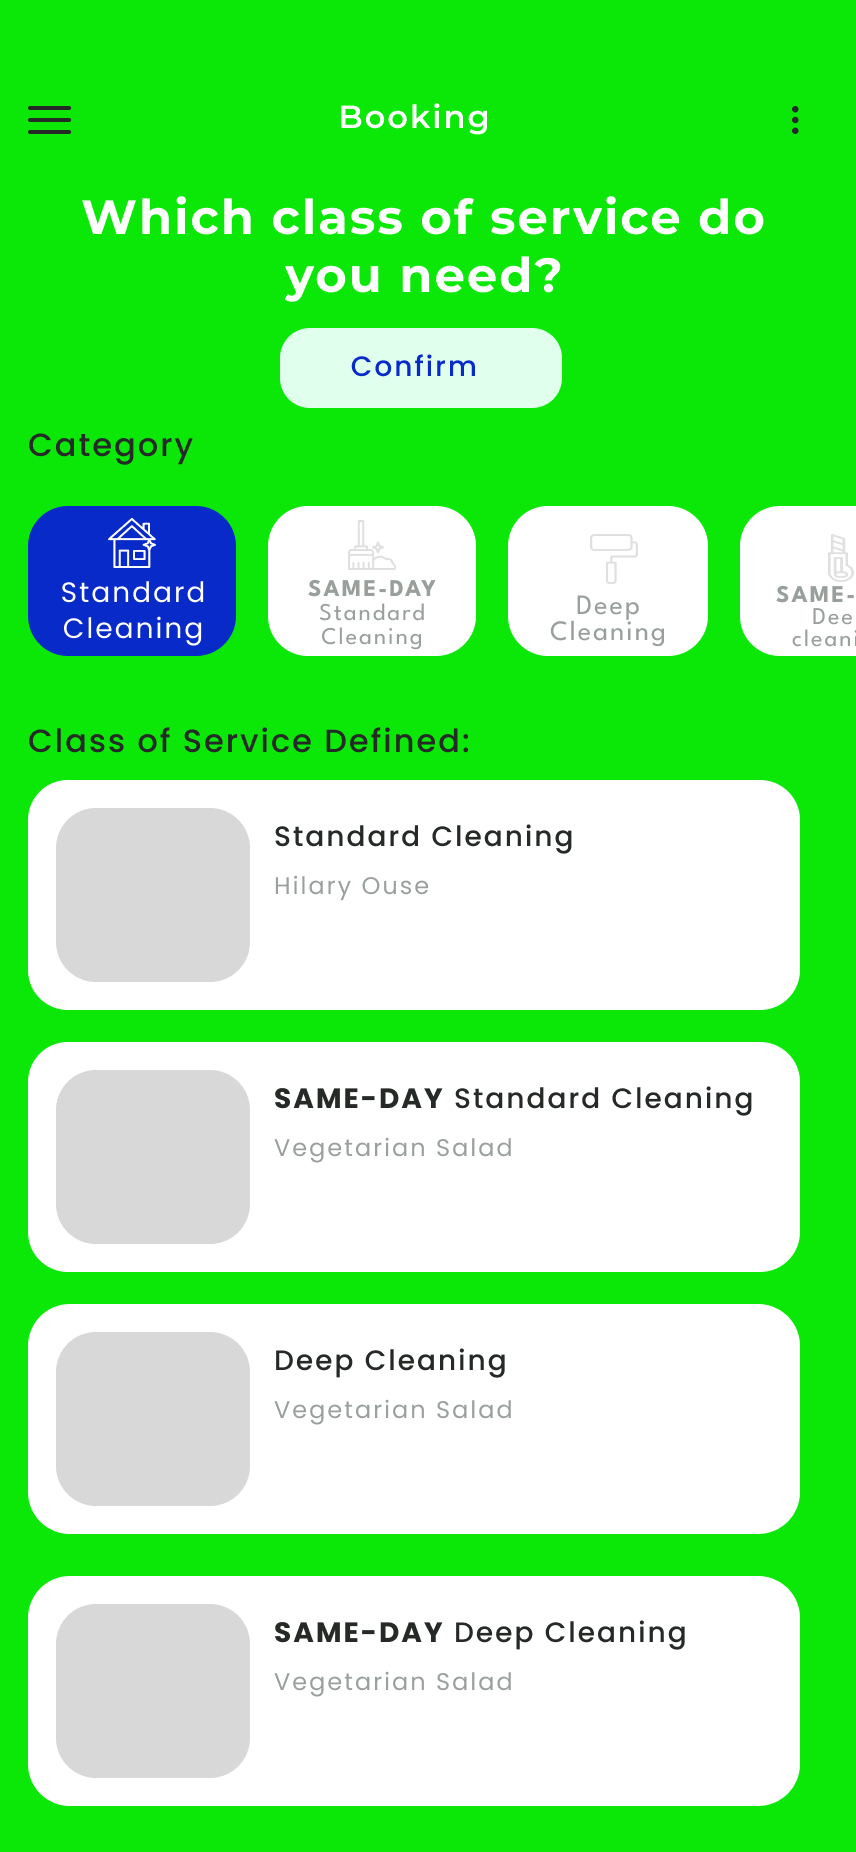 Booking
Which class of service do
you need?
Confirm
Category
Standard
Cleaning
SAME-DAY
Standard
Cleaning
Deep
Cleaning
SAME-
Dee
cleani
Class of Service Defined:
Standard Cleaning
Hilary Ouse
SAME-DAY Standard Cleaning
Vegetarian Salad
Deep Cleaning
Vegetarian Salad
SAME-DAY Deep Cleaning
Vegetarian Salad